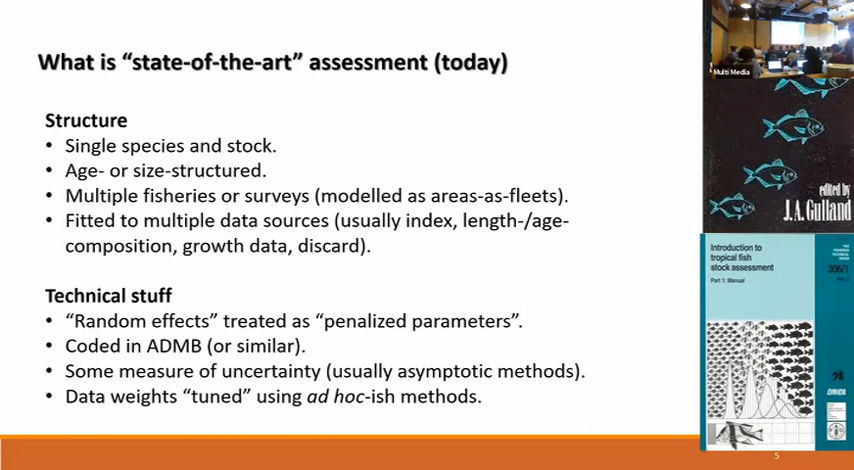 What is “state-of-the-art” assessment (today)
Structure
• Single species and stock.
• Age- or size-structured.
• Multiple fisheries or surveys (modelled as areas-as-fleets).
• Fitted to multiple data sources (usually index, length-/age-
composition, growth data, discard).
Technical stuff
• “Random effects” treated as “penalized parameters”.
• Coded in ADMB (or similar).
• Some measure of uncertainty (usually asymptotic methods).
• Data weights “tuned” using ad hoc-ish methods.
Multi Media
edited by
J.A.Gulland
Introduction to
tropical fish
stock assessment
Part 1: Manual
306/1
98
DANIDA
5